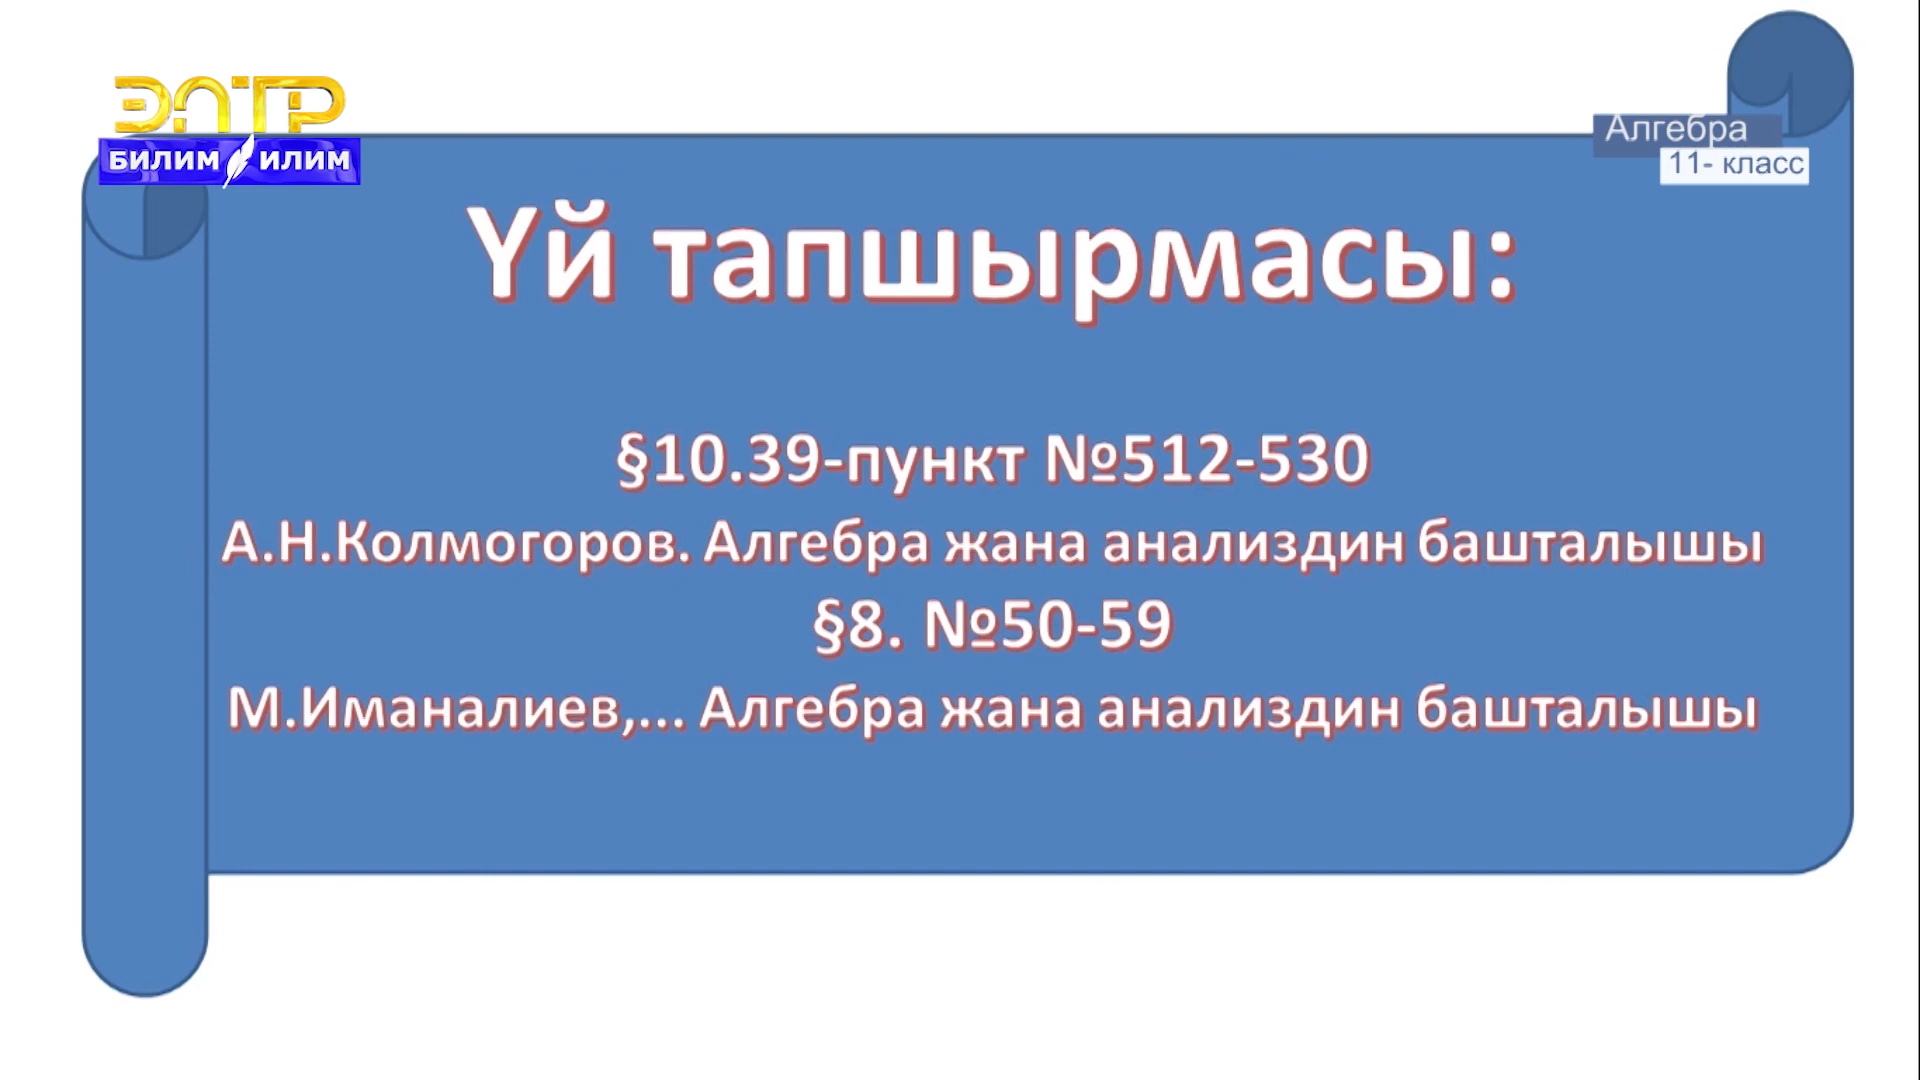 ЭЛТР
БИЛИМ ИЛИМ
Алгебра
11- класс
Үй тапшырмасы:
§10.39-пункт №512-530
А.Н.Колмогоров. Алгебра жана анализдин башталышы
§8. №50-59
М.Иманалиев,... Алгебра жана анализдин башталышы